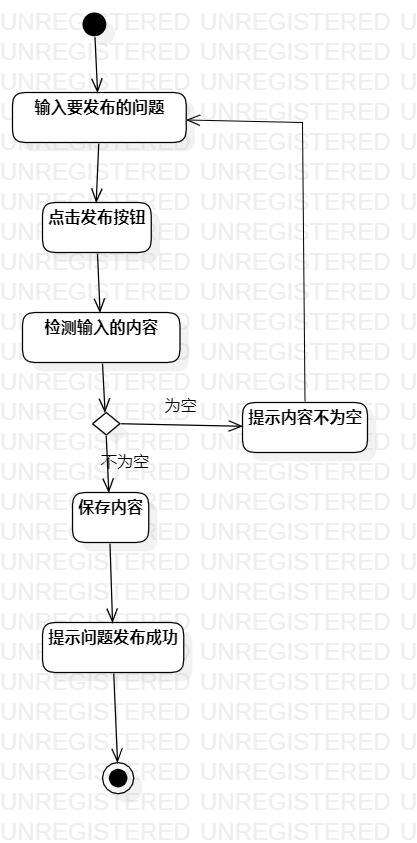 输入要发布的问题
点击发布按钮
检测输入的内容
为空
提示内容不为空
不为空
保存内容
提示问题发布成功
UNREGISTERED